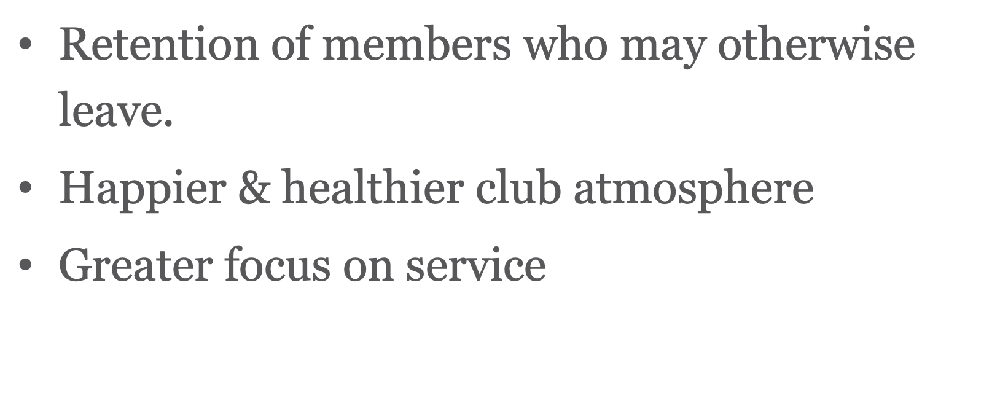 • Retention of members who may otherwise
leave.
• Happier & healthier club atmosphere
• Greater focus on service